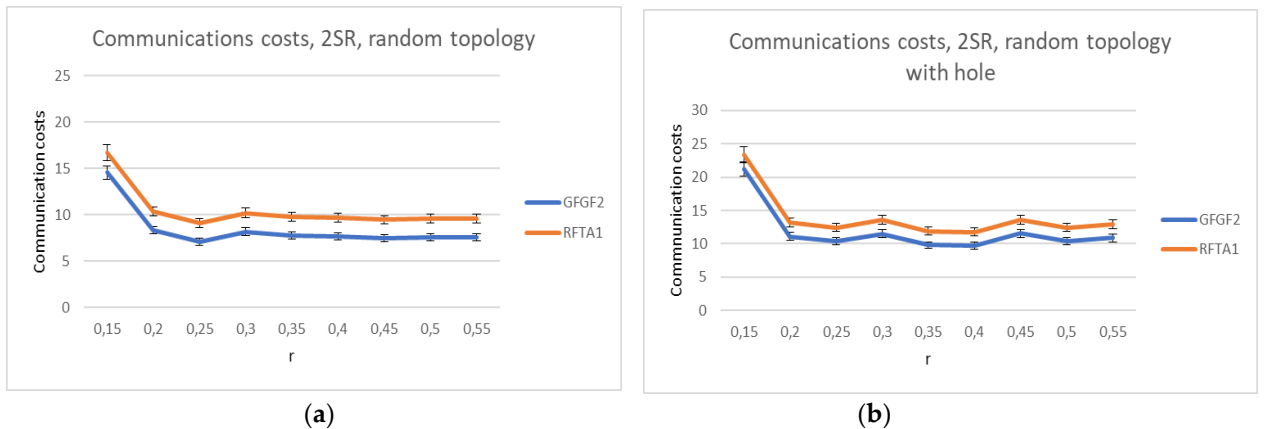 Communications costs, 2SR, random topology
25
20
15
10
5
0
Communication costs
0,15 0,2 0,25 0,3 0,35 0,4 0,45 0,5 0,55
r
GFGF2
RFTA1
(a)
Communications costs, 2SR, random topology
with hole
30
25
20
15
10
5
0
Commmunication costs
0,15 0,2 0,25 0,3 0,35 0,4 0,45 0,5 0,55
r
GFGF2
RFTA1
(b)